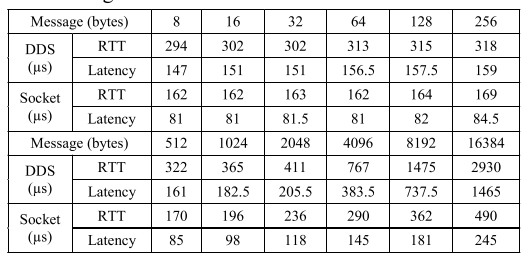 Message (bytes) 8 16 32 64 128 256
DDS (µs) RTT 294 302 302 313 315 318
Latency 147 151 151 156.5 157.5 159
Socket (µs) RTT 162 162 163 162 164 169
Latency 81 81 81.5 81 82 84.5
Message (bytes) 512 1024 2048 4096 8192 16384
DDS (µs) RTT 322 365 411 767 1475 2930
Latency 161 182.5 205.5 383.5 737.5 1465
Socket (µs) RTT 170 196 236 290 362 490
Latency 85 98 118 145 181 245